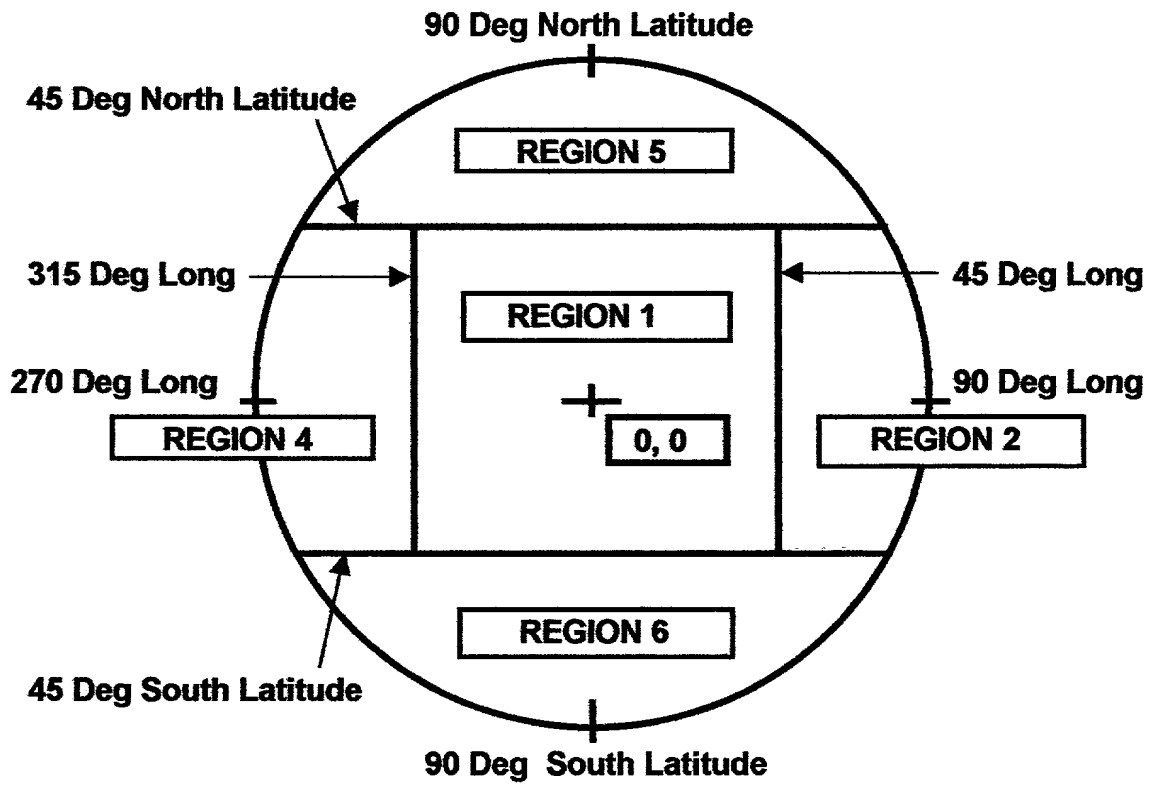 90 Deg North Latitude
45 Deg North Latitude
REGION 5
315 Deg Long
45 Deg Long
REGION 1
270 Deg Long
90 Deg Long
REGION 4
0, 0
REGION 2
REGION 6
45 Deg South Latitude
90 Deg South Latitude